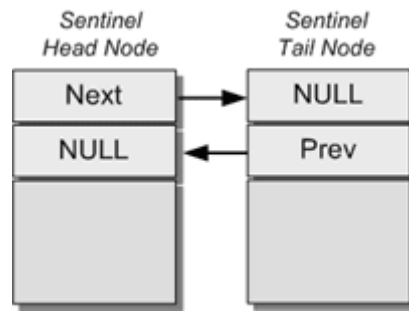 Sentinel
Head Node
Sentinel
Tail Node
Next
NULL
NULL
Prev